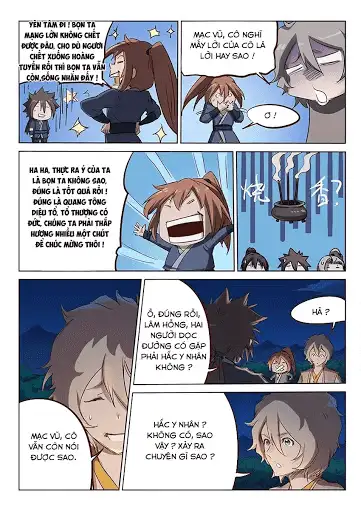 YÊN TÂM ĐI! BỌN TA
MẠNG LỚN KHÔNG CHẾT
ĐƯỢC ĐÂU, CHO DÙ NGƯƠI
CHẾT XUỐNG HOÀNG
TUYỀN RỒI THÌ BỌN TA VẪN
CÒN SỐNG NHĂN ĐẤY!
MẠC VŨ, CÔ NGHĨ
MẤY LỜI CỦA CÔ LÀ
LỜI HAY SAO?
Ơ!
HA HA, THỰC RA Ý CỦA TA
LÀ BỌN TA KHÔNG SAO,
ĐÚNG LÀ TỐT QUÁ RỒI!
ĐÚNG LÀ QUANG TÔNG
DIỆU TỔ, TỔ THƯỢNG CÓ
ĐỨC, CHÚNG TA PHẢI THẮP
HƯƠNG NHIỀU MỘT CHÚT
ĐỂ CHÚC MỪNG THÔI!
烧香?
Ồ, ĐÚNG RỒI,
LÂM HỒNG, HAI
NGƯỜI DỌC
ĐƯỜNG CÓ GẶP
PHẢI HẮC Y NHÂN
KHÔNG?
HẢ?
MẠC VŨ, CÔ
VẪN CÒN NÓI
ĐƯỢC SAO.
HẮC Y NHÂN?
KHÔNG CÓ, SAO
VẬY? XẢY RA
CHUYỆN GÌ SAO?